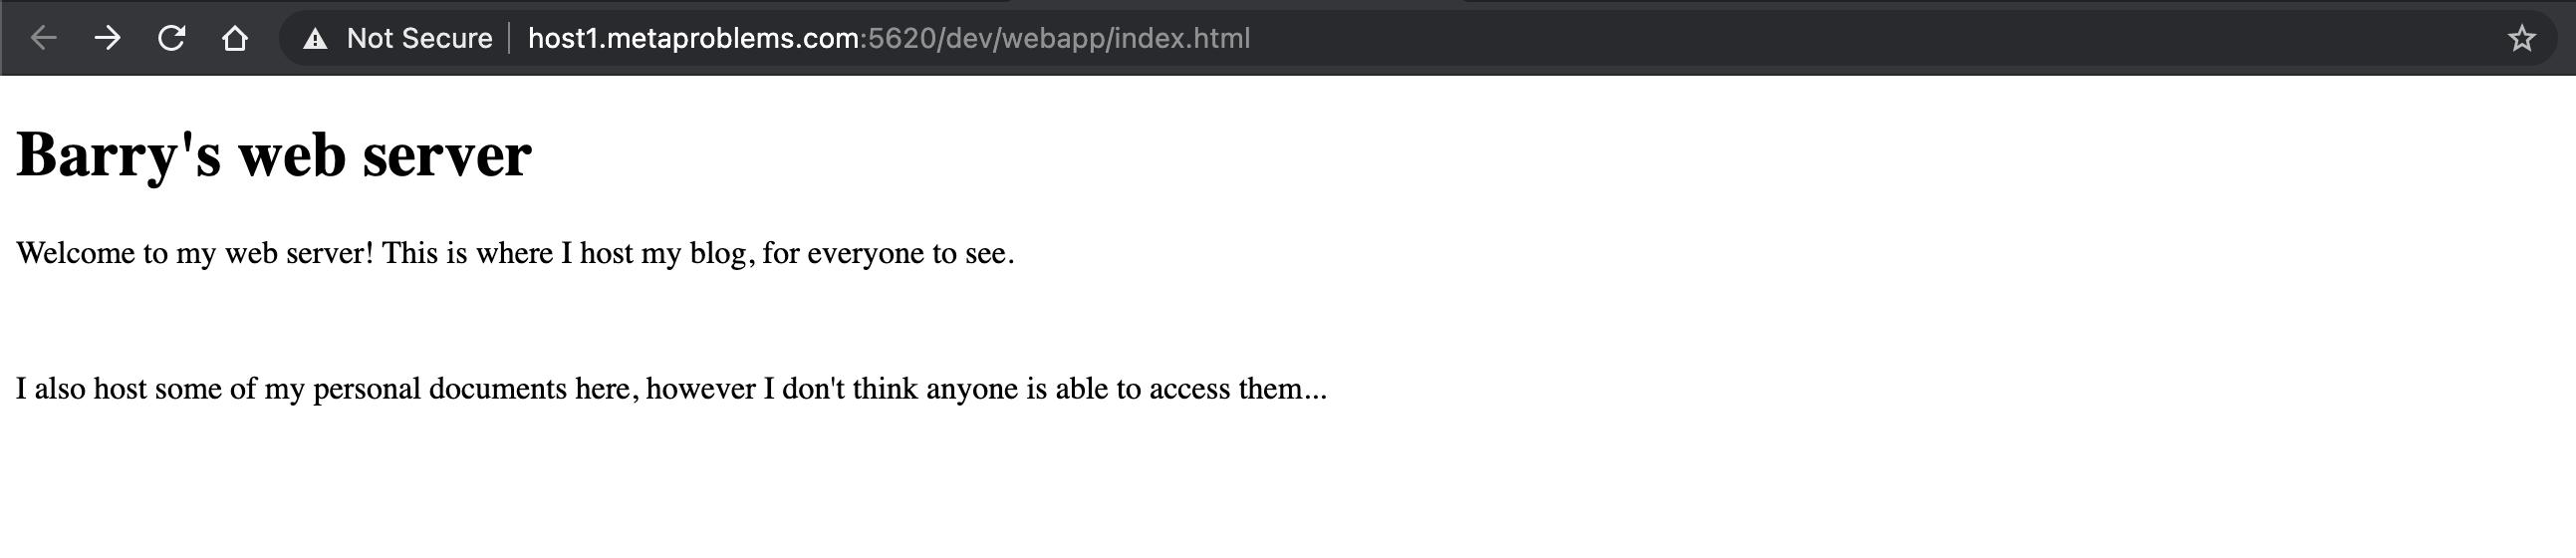 Not Secure | host1.metaproblems.com:5620/dev/webapp/index.html
Barry's web server
Welcome to my web server! This is where I host my blog, for everyone to see.
I also host some of my personal documents here, however I don't think anyone is able to access them...